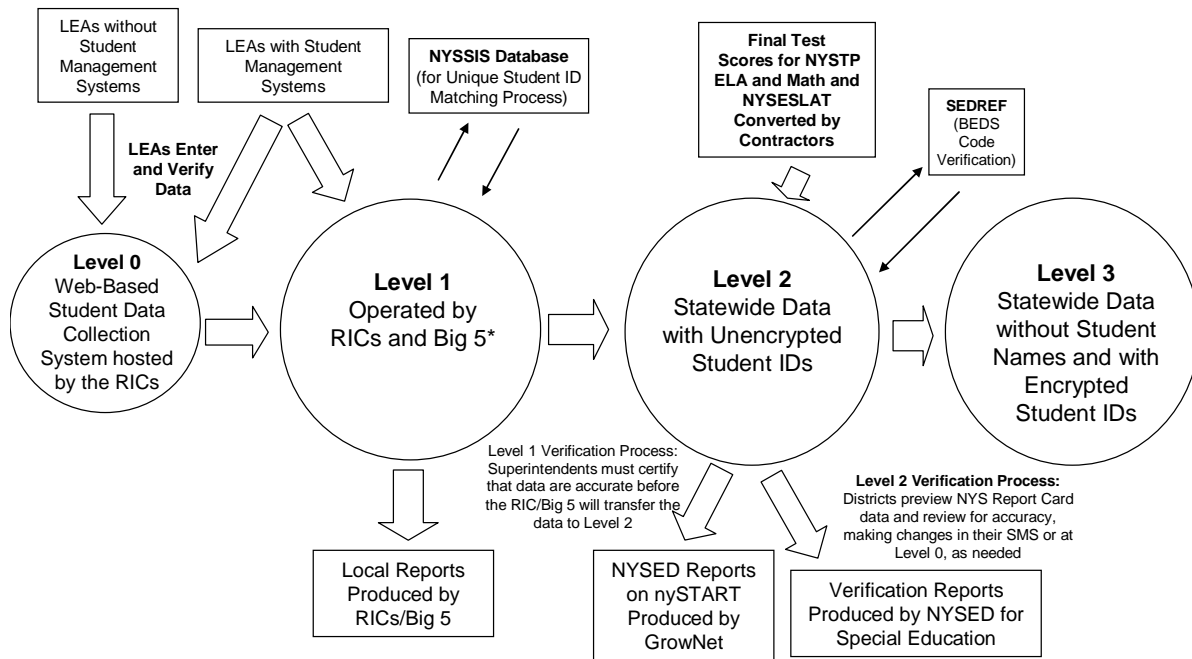 LEAs without
Student
Management
Systems
LEAs with Student
Management
Systems
NYSSIS Database
(for Unique Student ID
Matching Process)
Final Test
Scores for NYSTP
ELA and Math and
NYSESLAT
Converted by
Contractors
SEDREF
(BEDS
Code
Verification)
LEAs Enter
and Verify
Data
Level 0
Web-Based
Student Data
Collection
System hosted
by the RICs
Level 1
Operated by
RICs and Big 5*
Level 2
Statewide Data
with Unencrypted
Student IDs
Level 3
Statewide Data
without Student
Names and with
Encrypted
Student IDs
Level 1 Verification Process:
Superintendents must certify
that data are accurate before
the RIC/Big 5 will transfer the
data to Level 2
Level 2 Verification Process:
Districts preview NYS Report Card
data and review for accuracy,
making changes in their SMS or at
Level 0, as needed
Local Reports
Produced by
RICs/Big 5
NYSED Reports
on nySTART
Produced by
GrowNet
Verification Reports
Produced by NYSED for
Special Education